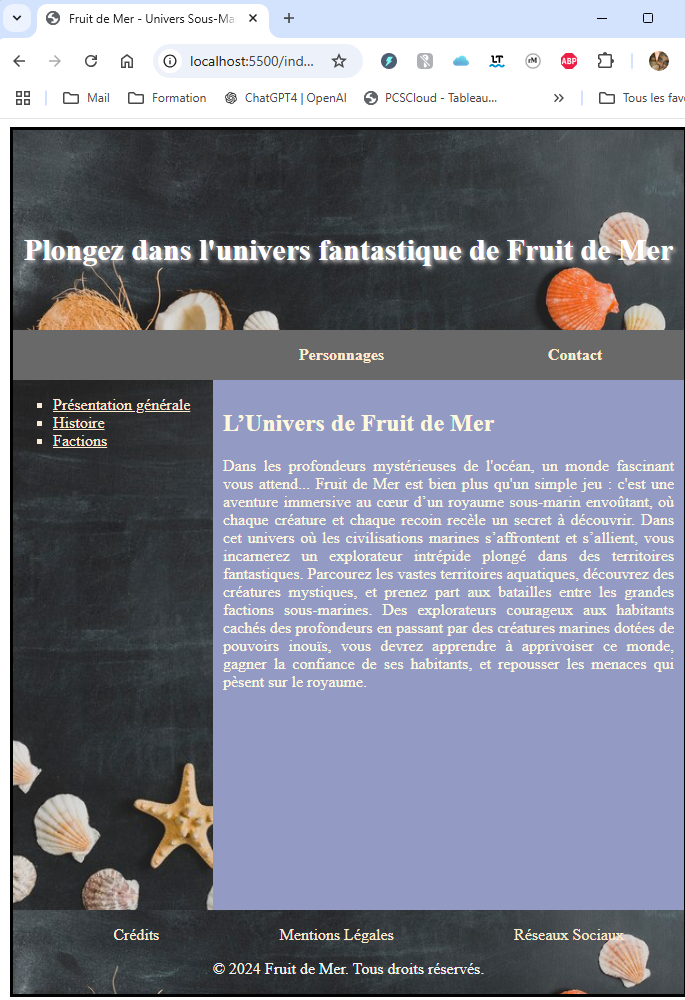 Fruit de Mer - Univers Sous-Ma
localhost:5500/ind...
LT
rM
ABP
Mail
Formation
ChatGPT4 | OpenAI
PCSCloud - Tableau...
Tous les fav
Plongez dans l'univers fantastique de Fruit de Mer
Personnages
Contact
Présentation générale
Histoire
Factions
L’Univers de Fruit de Mer
Dans les profondeurs mystérieuses de l'océan, un monde fascinant
vous attend... Fruit de Mer est bien plus qu'un simple jeu : c'est une
aventure immersive au cœur d’un royaume sous-marin envoûtant, où
chaque créature et chaque recoin recèle un secret à découvrir. Dans
cet univers où les civilisations marines s’affrontent et s’allient, vous
incarnerez un explorateur intrépide plongé dans des territoires
fantastiques. Parcourez les vastes territoires aquatiques, découvrez des
créatures mystiques, et prenez part aux batailles entre les grandes
factions sous-marines. Des explorateurs courageux aux habitants
cachés des profondeurs en passant par des créatures marines dotées de
pouvoirs inouïs, vous devrez apprendre à apprivoiser ce monde,
gagner la confiance de ses habitants, et repousser les menaces qui
pèsent sur le royaume.
Crédits
Mentions Légales
Réseaux Sociaux
© 2024 Fruit de Mer. Tous droits réservés.